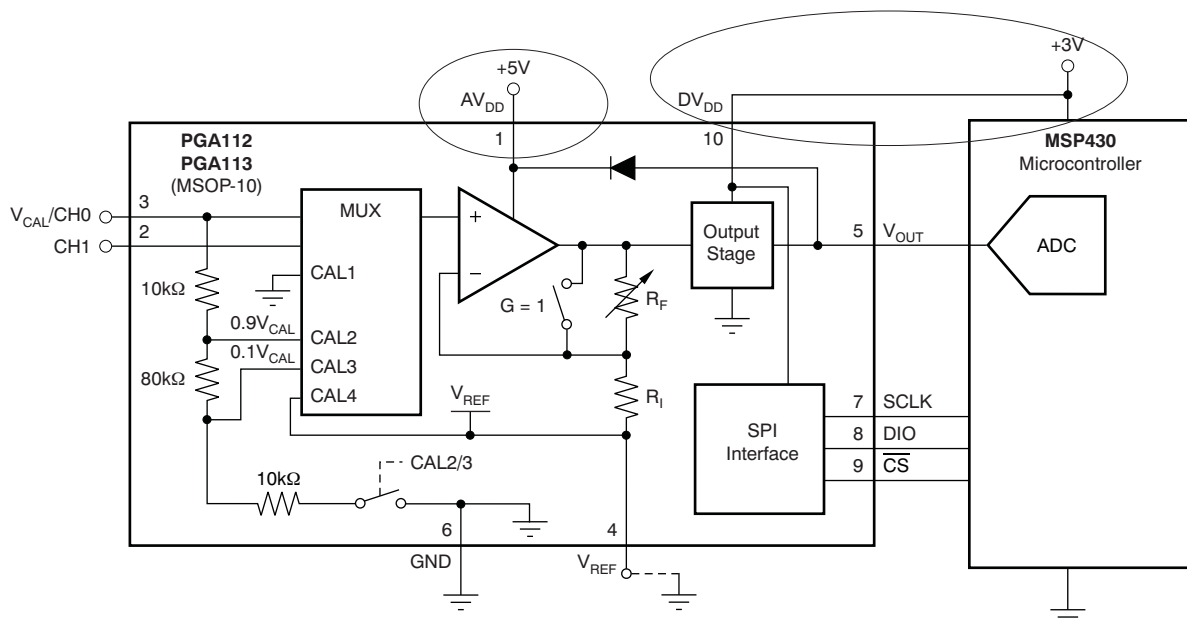 +5V
+3V
AVDD
DVDD
1
10
PGA112
PGA113
(MSOP-10)
MSP430
Microcontroller
3
VCAL/CH0
2
CH1
MUX
+
−
Output
Stage
5
VOUT
ADC
CAL1
10kΩ
G = 1
RF
0.9VCAL
CAL2
0.1VCAL
CAL3
80kΩ
CAL4
VREF
RI
SPI
Interface
7
SCLK
8
DIO
9
CS
CAL2/3
10kΩ
6
GND
4
VREF